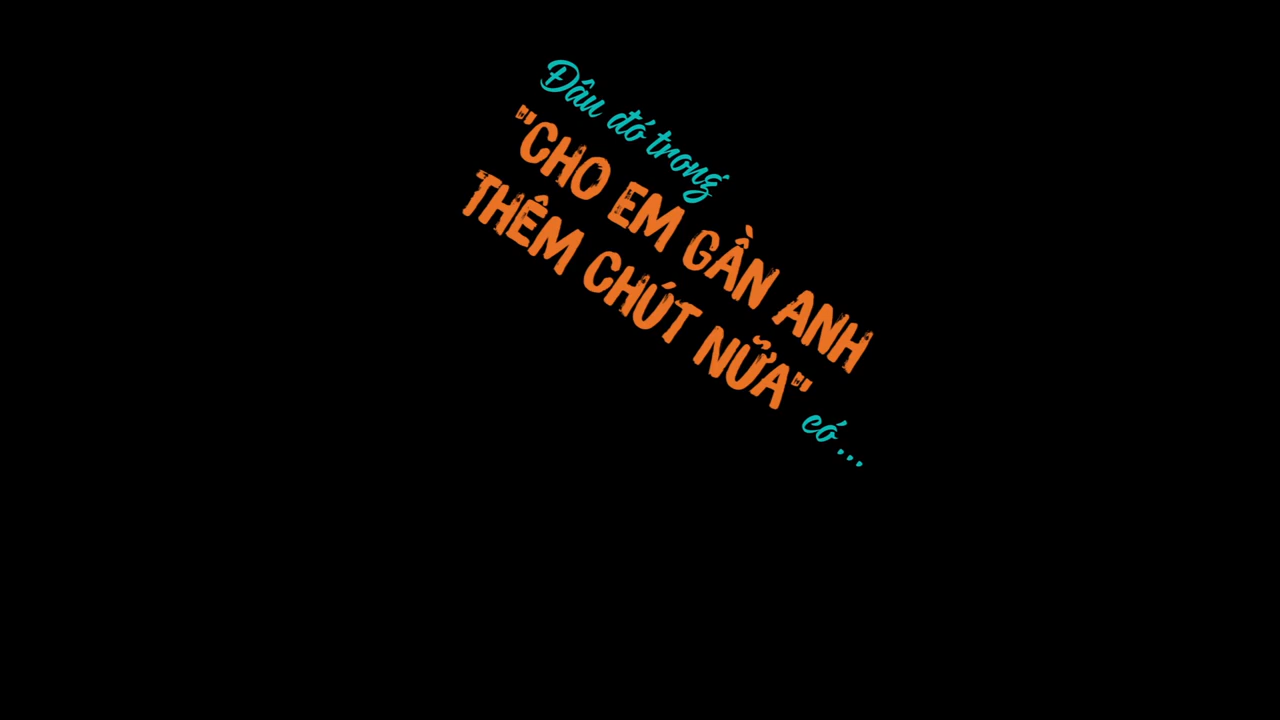 Đâu đó trong
"CHO EM GẦN ANH
THÊM CHÚT NỮA" có ...